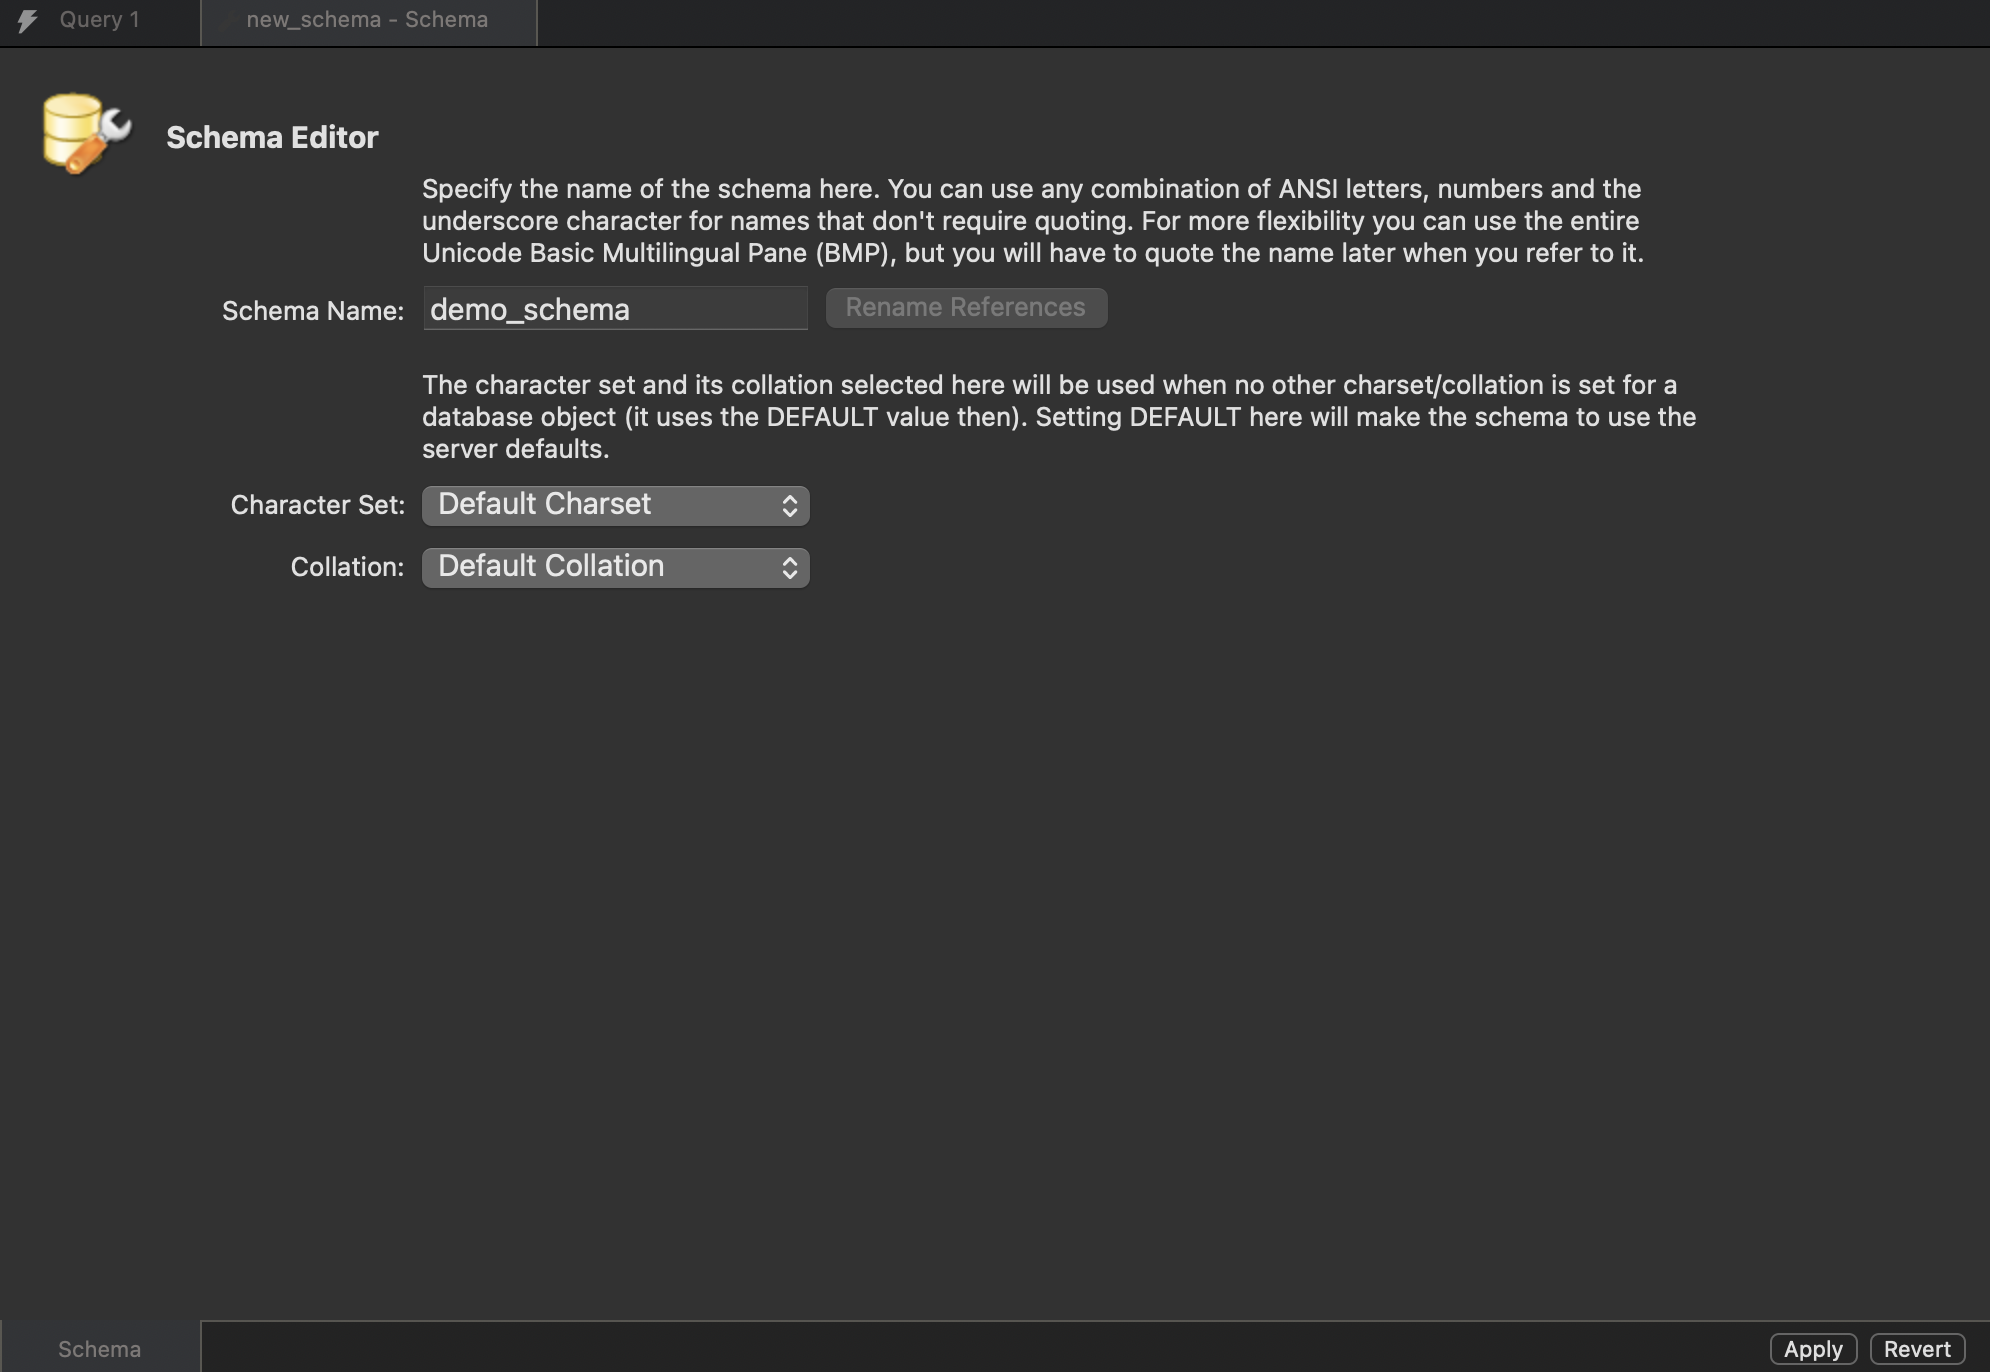 Query 1
new_schema - Schema
Schema Editor
Specify the name of the schema here. You can use any combination of ANSI letters, numbers and the
underscore character for names that don't require quoting. For more flexibility you can use the entire
Unicode Basic Multilingual Pane (BMP), but you will have to quote the name later when you refer to it.
Schema Name: demo_schema Rename References
The character set and its collation selected here will be used when no other charset/collation is set for a
database object (it uses the DEFAULT value then). Setting DEFAULT here will make the schema to use the
server defaults.
Character Set: Default Charset
Collation: Default Collation
Schema
Apply Revert